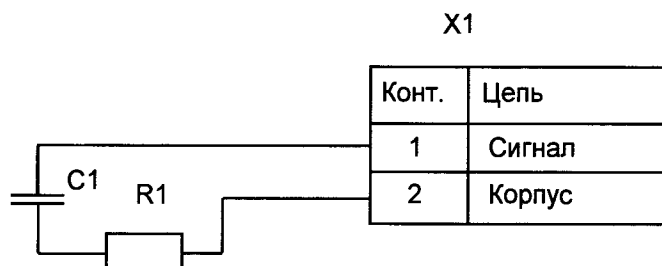 X1
Конт. Цепь
1 Сигнал
C1
R1
2 Корпус